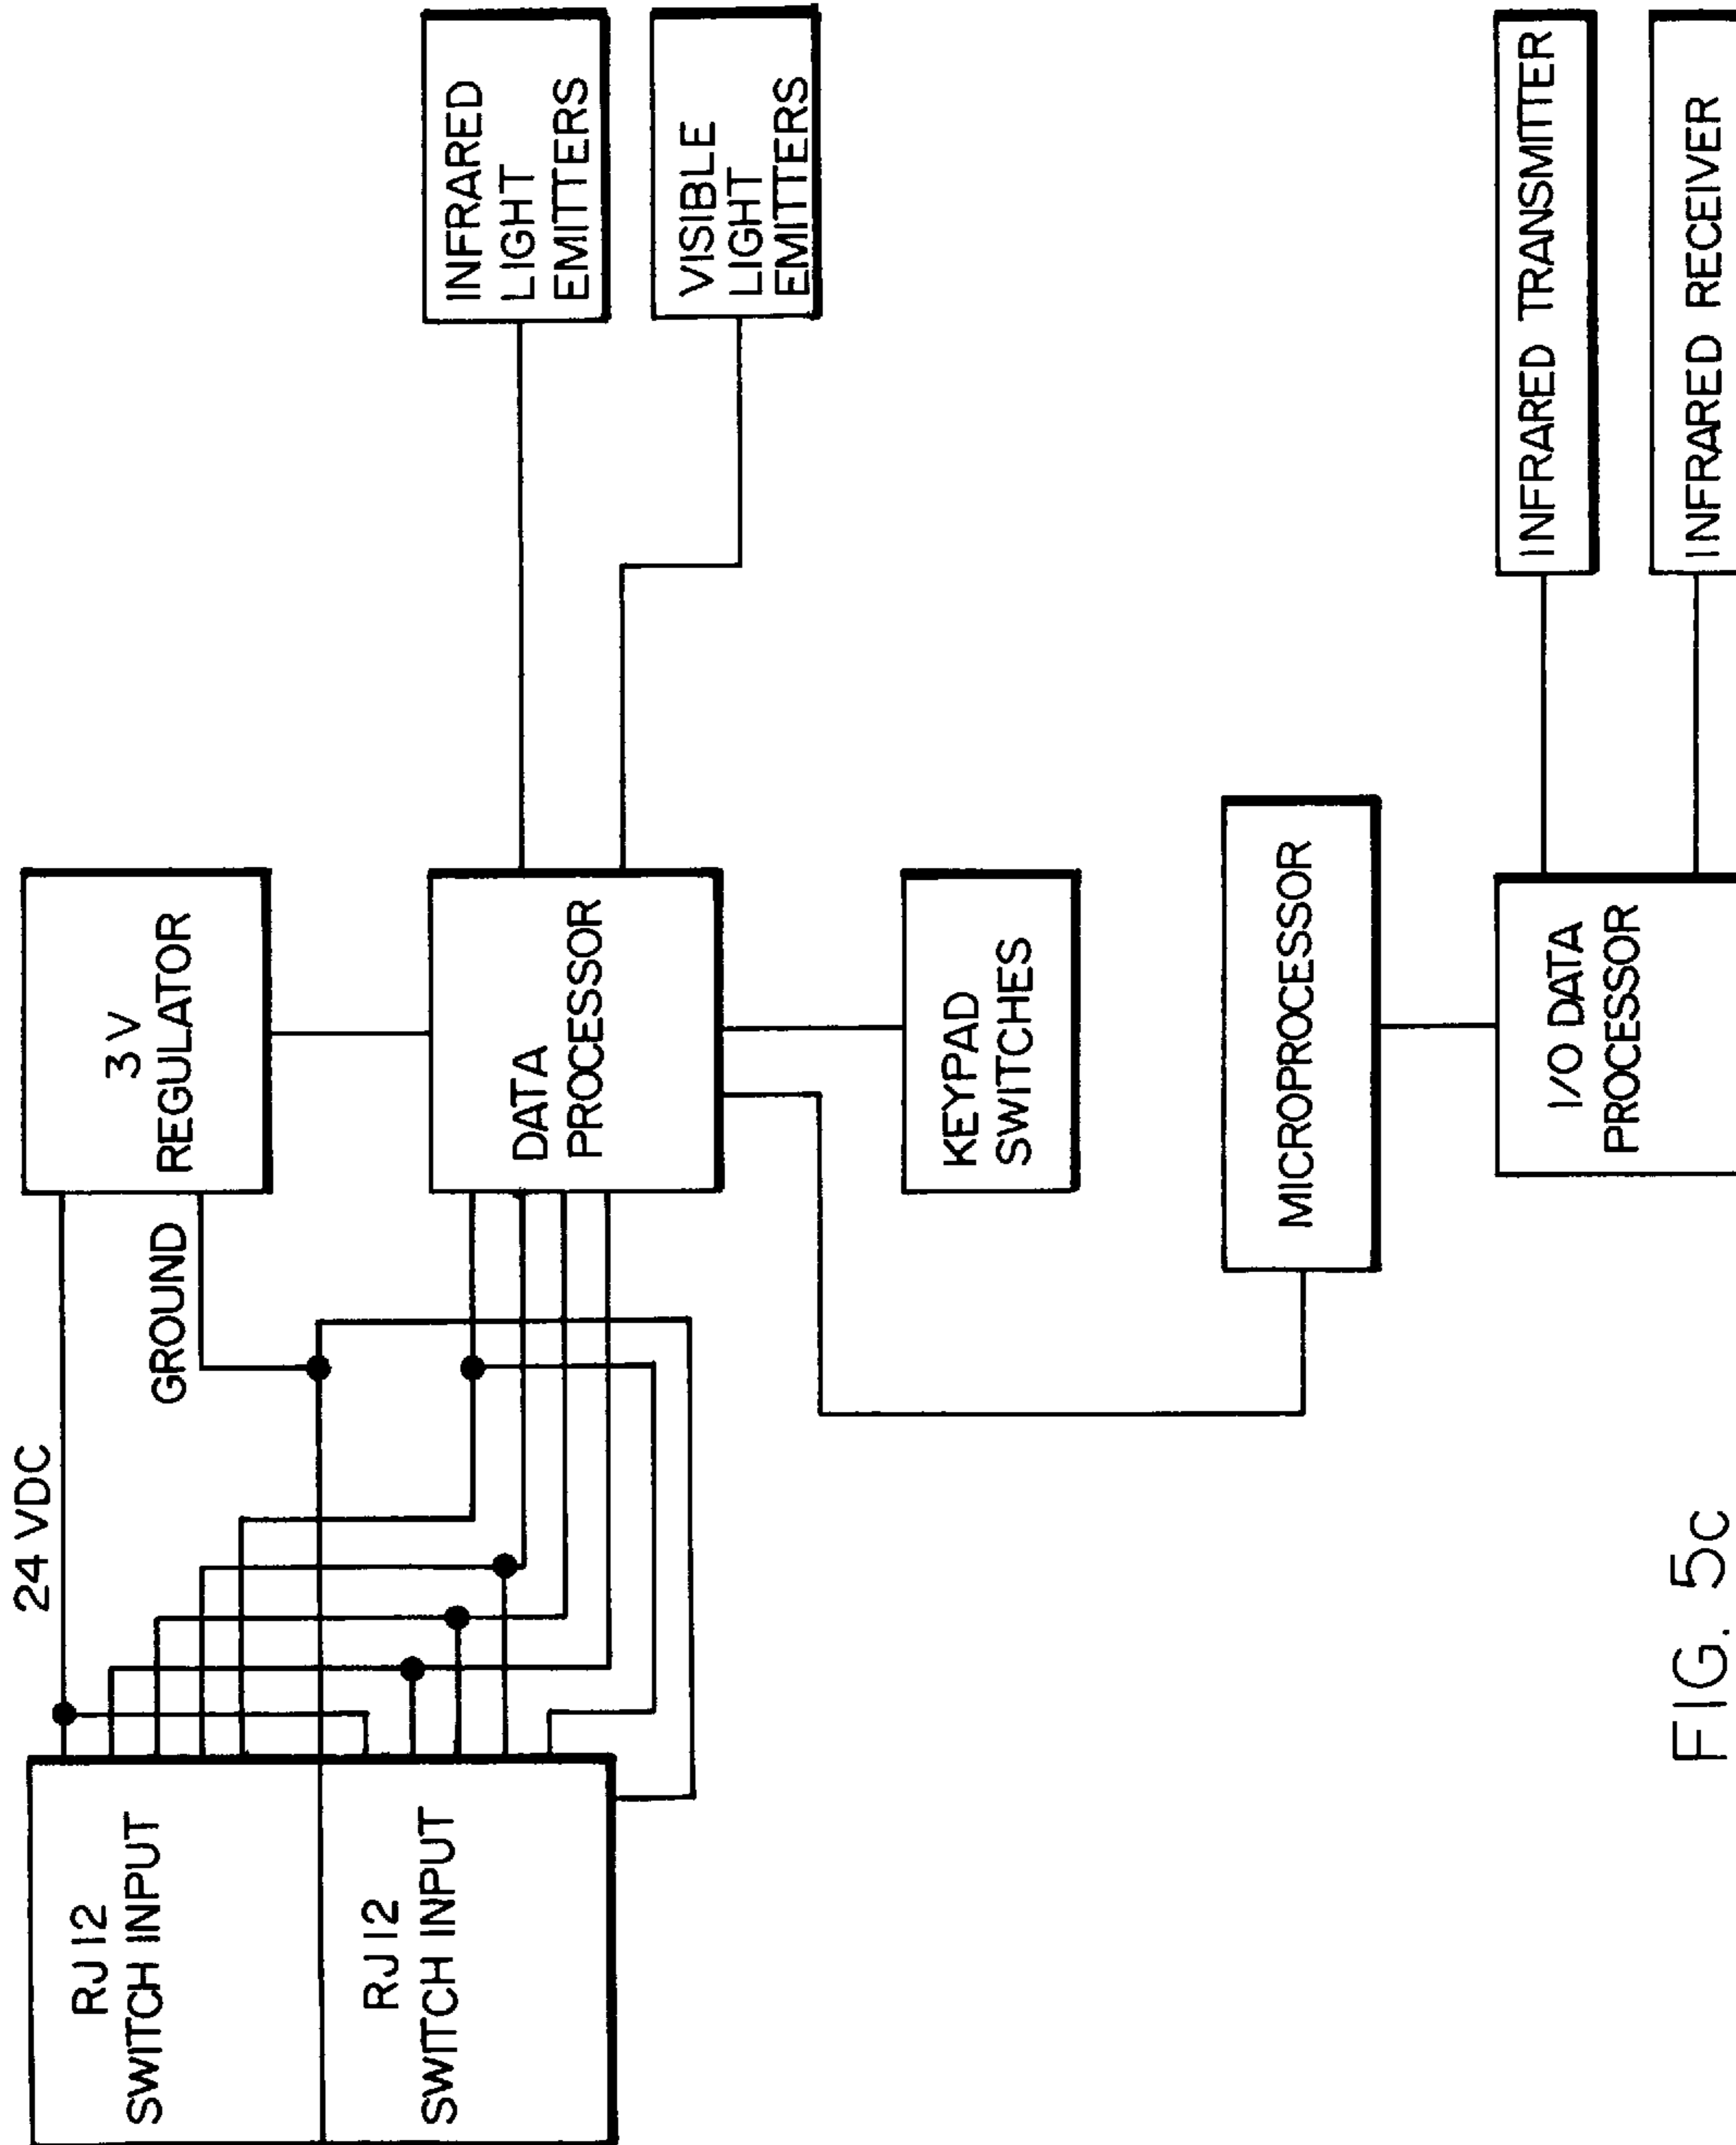 24 VDC
GROUND
RJ12
SWITCH INPUT
RJ12
SWITCH INPUT
3 V
REGULATOR
DATA
PROCESSOR
KEYPAD
SWITCHES
INFRARED
LIGHT
EMITTERS
VISIBLE
LIGHT
EMITTERS
MICROPROCESSOR
I/O DATA
PROCESSOR
INFRARED TRANSMITTER
INFRARED RECEIVER
FIG. 5c